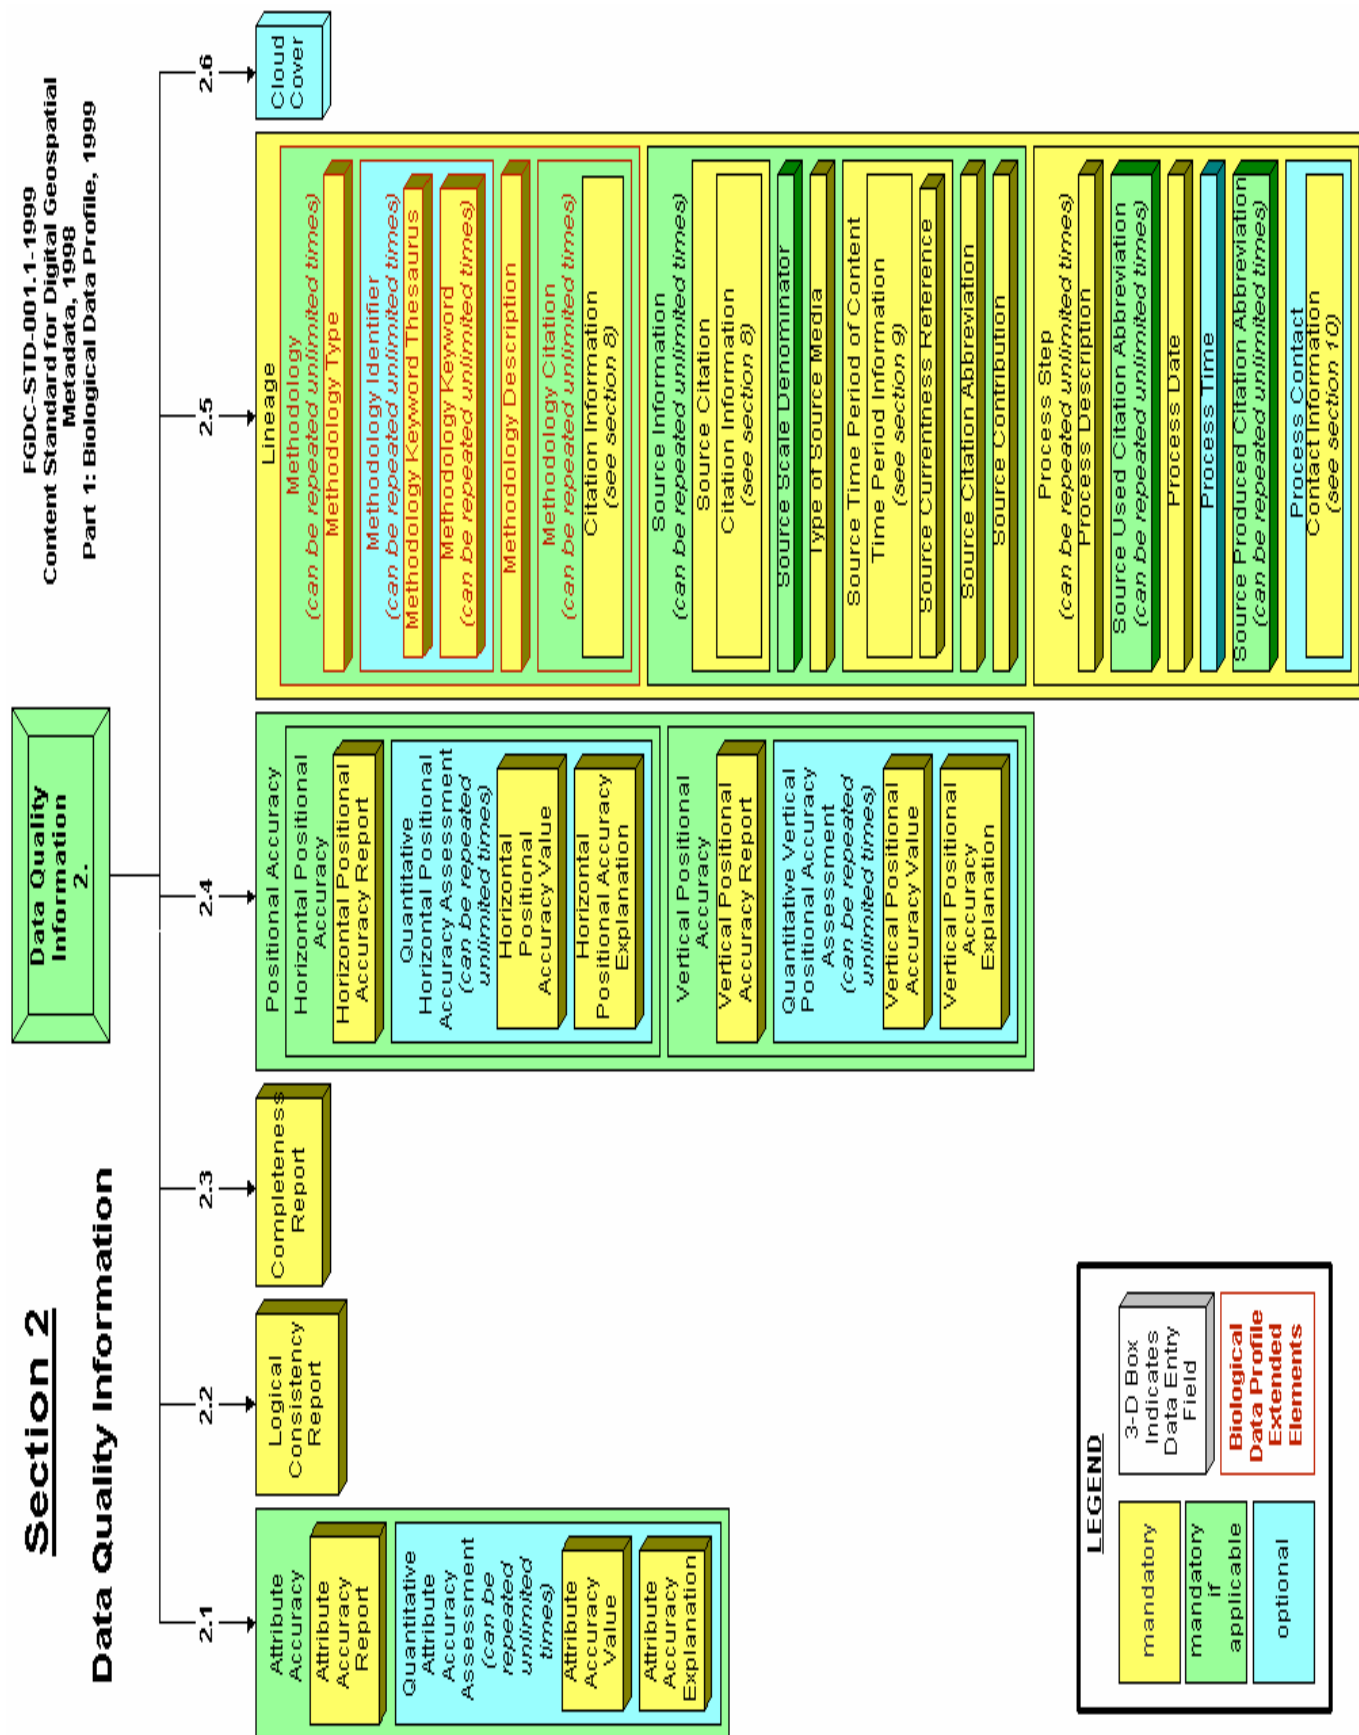 Section 2
Data Quality Information
FGDC-STD-001.1-1999
Content Standard for Digital Geospatial
Metadata, 1998
Part 1: Biological Data Profile, 1999
Data Quality
Information
2.
2.1
2.2
2.3
2.4
2.5
2.6
Attribute
Accuracy
Attribute
Accuracy
Report
Quantitative
Attribute
Accuracy
Assessment
(can be
repeated
unlimited
times)
Attribute
Accuracy
Value
Attribute
Accuracy
Explanation
Logical
Consistency
Report
Completeness
Report
Positional Accuracy
Horizontal Positional
Accuracy
Horizontal Positional
Accuracy Report
Quantitative
Horizontal Positional
Accuracy Assessment
(can be repeated
unlimited times)
Horizontal
Positional
Accuracy Value
Horizontal
Positional Accuracy
Explanation
Vertical Positional
Accuracy
Vertical Positional
Accuracy Report
Quantitative Vertical
Positional Accuracy
Assessment
(can be repeated
unlimited times)
Vertical Positional
Accuracy Value
Vertical Positional
Accuracy
Explanation
Lineage
Methodology
(can be repeated unlimited times)
Methodology Type
Methodology Identifier
(can be repeated unlimited times)
Methodology Keyword Thesaurus
Methodology Keyword
(can be repeated unlimited times)
Methodology Description
Methodology Citation
(can be repeated unlimited times)
Citation Information
(see section 8)
Source Information
(can be repeated unlimited times)
Source Citation
Citation Information
(see section 8)
Source Scale Denominator
Type of Source Media
Source Time Period of Content
Time Period Information
(see section 9)
Source Currentness Reference
Source Citation Abbreviation
Source Contribution
Process Step
(can be repeated unlimited times)
Process Description
Source Used Citation Abbreviation
(can be repeated unlimited times)
Process Date
Process Time
Source Produced Citation Abbreviation
(can be repeated unlimited times)
Process Contact
Contact Information
(see section 10)
Cloud
Cover
LEGEND
mandatory
mandatory
if
applicable
optional
3-D Box
Indicates
Data Entry
Field
Biological
Data Profile
Extended
Elements